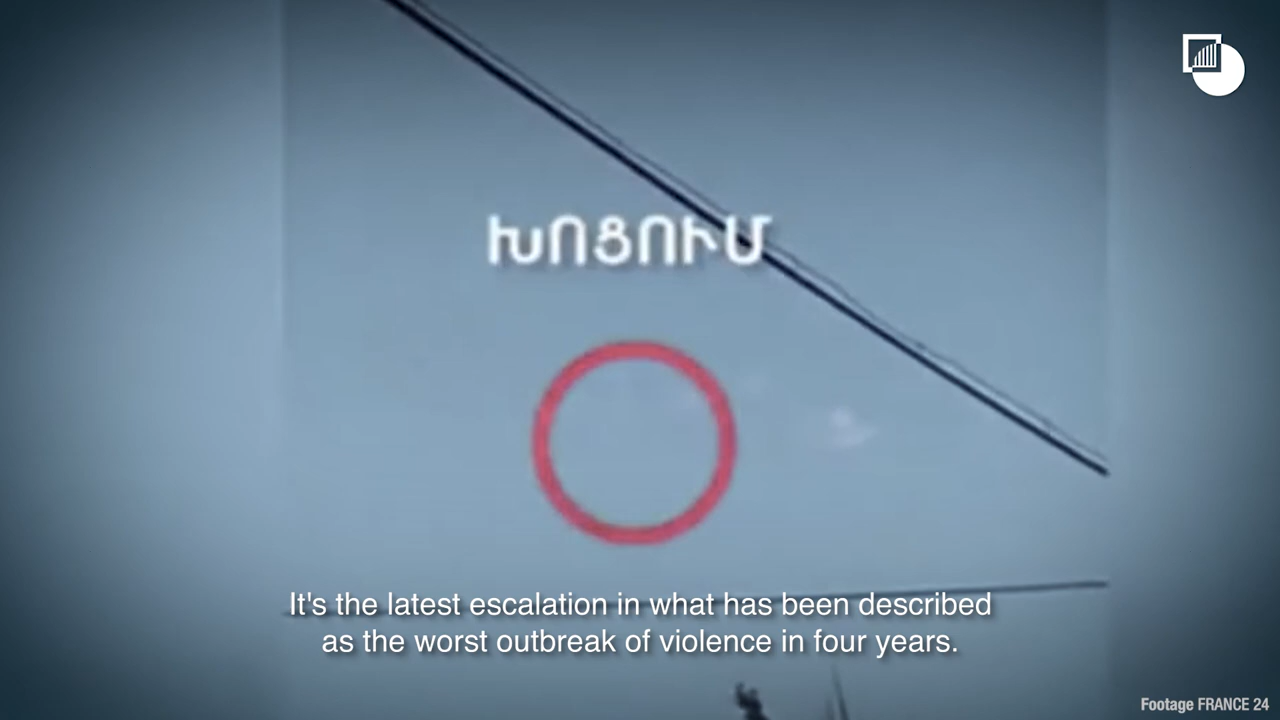 ԽՈՑՈՒՄ
It's the latest escalation in what has been described
as the worst outbreak of violence in four years.
Footage FRANCE 24